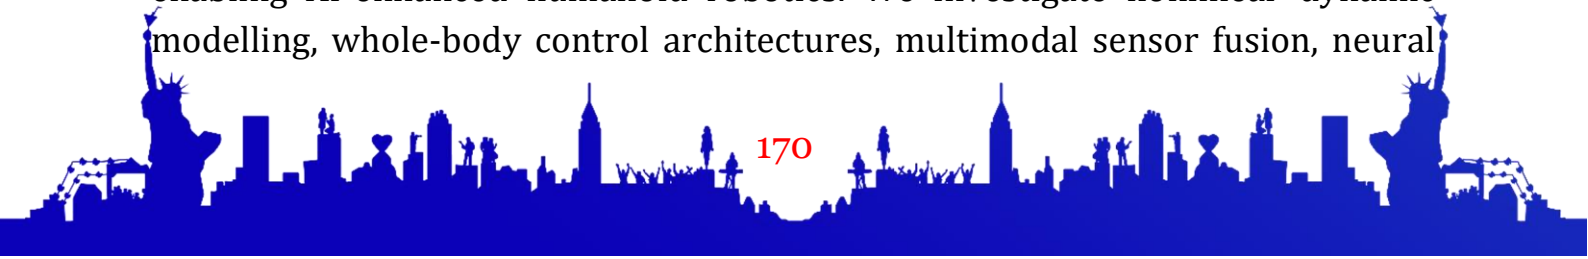 modelling, whole-body control architectures, multimodal sensor fusion, neural
170